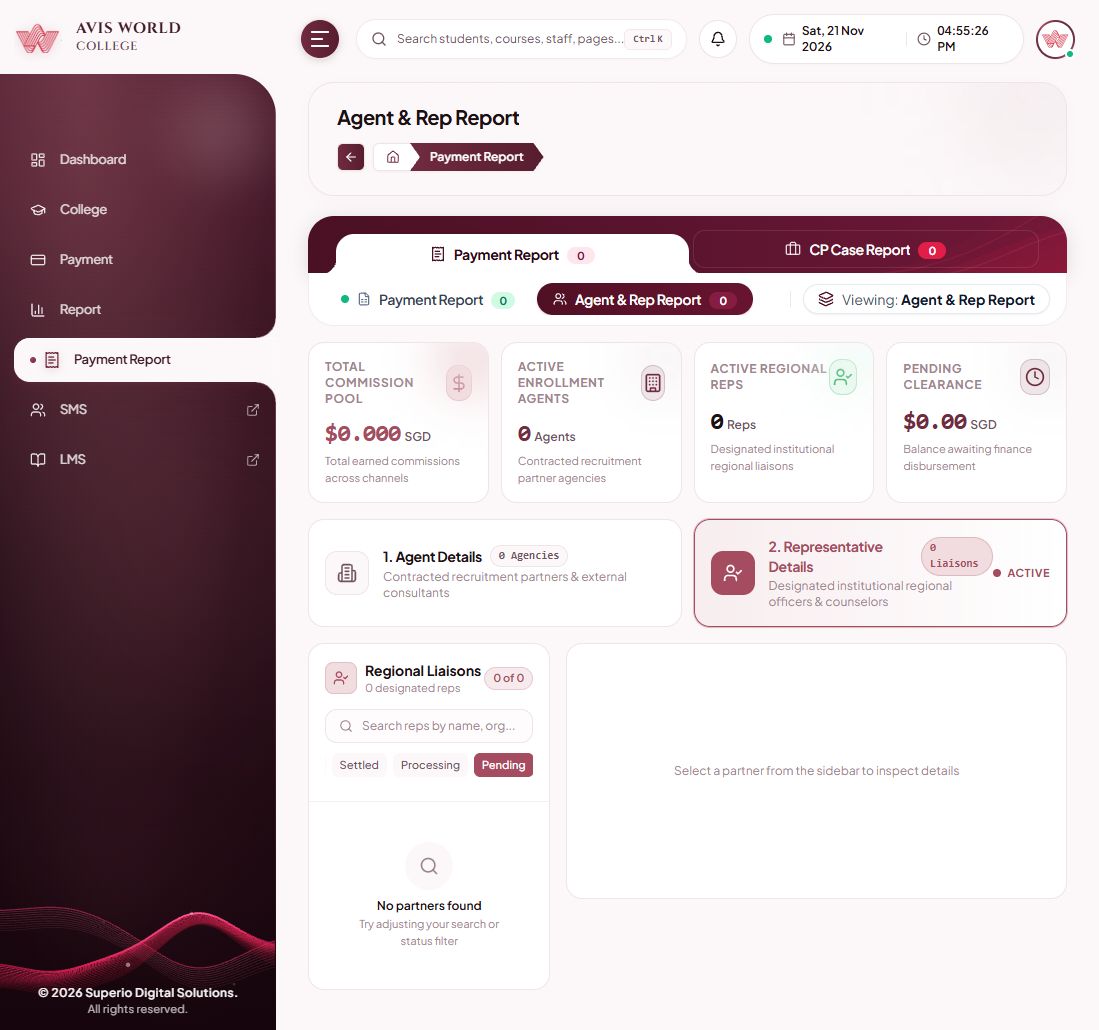 AVIS WORLD
COLLEGE
Search students, courses, staff, pages...
Ctrl K
Sat, 21 Nov
2026
04:55:26
PM
Dashboard
College
Payment
Report
Payment Report
SMS
LMS
© 2026 Superio Digital Solutions.
All rights reserved.
Agent & Rep Report
Payment Report
Payment Report 0
CP Case Report 0
Payment Report 0
Agent & Rep Report 0
Viewing: Agent & Rep Report
TOTAL
COMMISSION
POOL
$0.000 SGD
Total earned commissions
across channels
ACTIVE
ENROLLMENT
AGENTS
0 Agents
Contracted recruitment
partner agencies
ACTIVE REGIONAL
REPS
0 Reps
Designated institutional
regional liaisons
PENDING
CLEARANCE
$0.00 SGD
Balance awaiting finance
disbursement
1. Agent Details 0 Agencies
Contracted recruitment partners & external
consultants
2. Representative
Details
0
Liaisons
ACTIVE
Designated institutional regional
officers & counselors
Regional Liaisons 0 of 0
0 designated reps
Search reps by name, org...
Settled Processing Pending
No partners found
Try adjusting your search or
status filter
Select a partner from the sidebar to inspect details